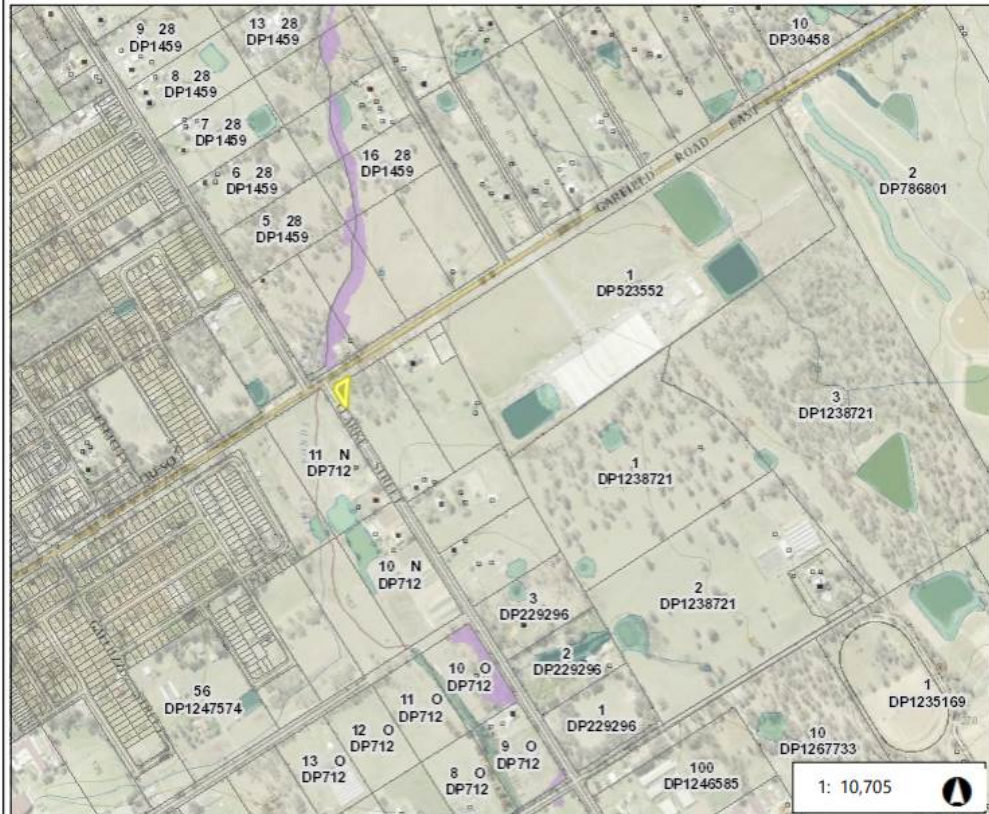 9 28
DP1459
13 28
DP1459
10
DP30458
8 28
DP1459
7 28
DP1459
16 28
DP1459
6 28
DP1459
5 28
DP1459
2
DP786801
GARFIELD ROAD EAST
1
DP523552
3
DP1238721
11 N
DP712
STREET
1
DP1238721
10 N
DP712
3
DP229296
2
DP1238721
2
DP229296
1
DP229296
56
DP1247574
10 O
DP712
11 O
DP712
12 O
DP712
13 O
DP712
9 O
DP712
8 O
DP712
1
DP1235169
10
DP1267733
100
DP1246585
1: 10,705